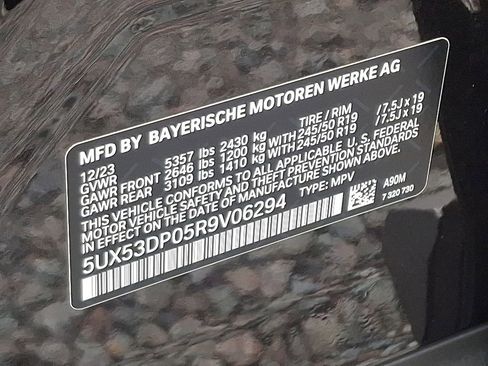 MFD BY BAYERISCHE MOTOREN WERKE AG
12/23 TIRE / RIM
GVWR 5357 lbs 2430 kg
GAWR FRONT 2646 lbs 1200 kg WITH 245/50 R19 / 7.5J x 19
GAWR REAR 3109 lbs 1410 kg WITH 245/50 R19 / 7.5J x 19
THIS VEHICLE CONFORMS TO ALL APPLICABLE U. S. FEDERAL
MOTOR VEHICLE SAFETY AND THEFT PREVENTION STANDARDS
IN EFFECT ON THE DATE OF MANUFACTURE SHOWN ABOVE.
5UX53DP05R9V06294 TYPE: MPV A90M
7 320 730